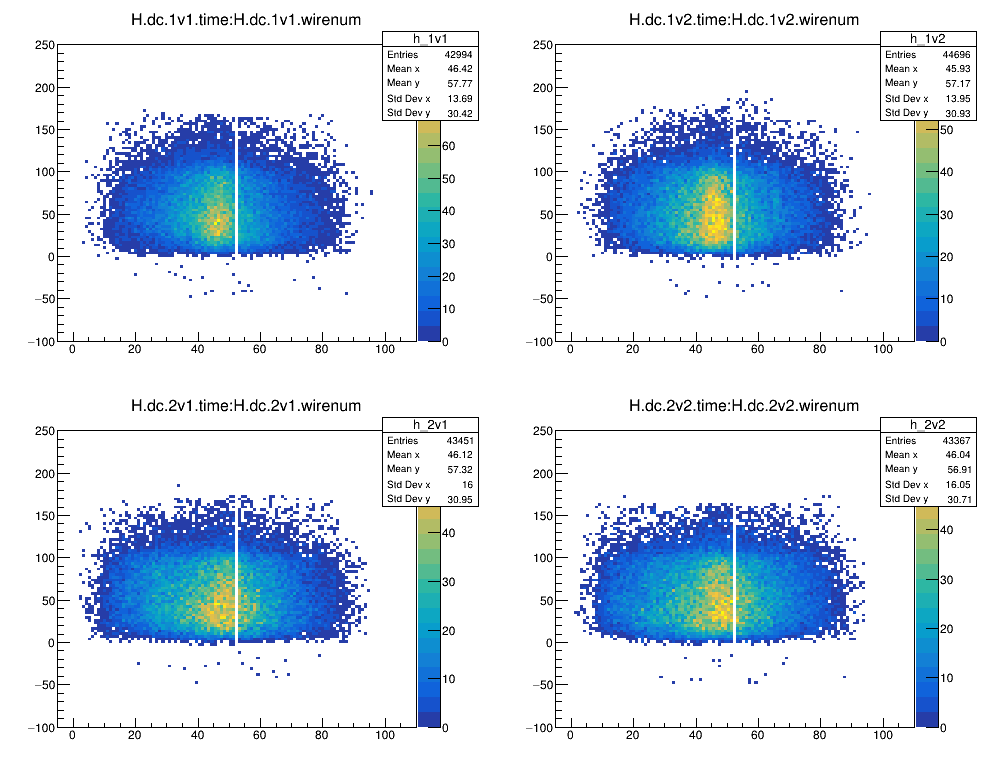 H.dc.1v1.time:H.dc.1v1.wirenum
h_1v1
Entries 42994
Mean x 46.42
Mean y 57.77
Std Dev x 13.69
Std Dev y 30.42
250
200
150
100
50
0
−50
−100
0 20 40 60 80 100
60
50
40
30
20
10
0
H.dc.1v2.time:H.dc.1v2.wirenum
h_1v2
Entries 44696
Mean x 45.93
Mean y 57.17
Std Dev x 13.95
Std Dev y 30.93
250
200
150
100
50
0
−50
−100
0 20 40 60 80 100
50
40
30
20
10
0
H.dc.2v1.time:H.dc.2v1.wirenum
h_2v1
Entries 43451
Mean x 46.12
Mean y 57.32
Std Dev x 16
Std Dev y 30.95
250
200
150
100
50
0
−50
−100
0 20 40 60 80 100
40
30
20
10
0
H.dc.2v2.time:H.dc.2v2.wirenum
h_2v2
Entries 43367
Mean x 46.04
Mean y 56.91
Std Dev x 16.05
Std Dev y 30.71
250
200
150
100
50
0
−50
−100
0 20 40 60 80 100
40
30
20
10
0